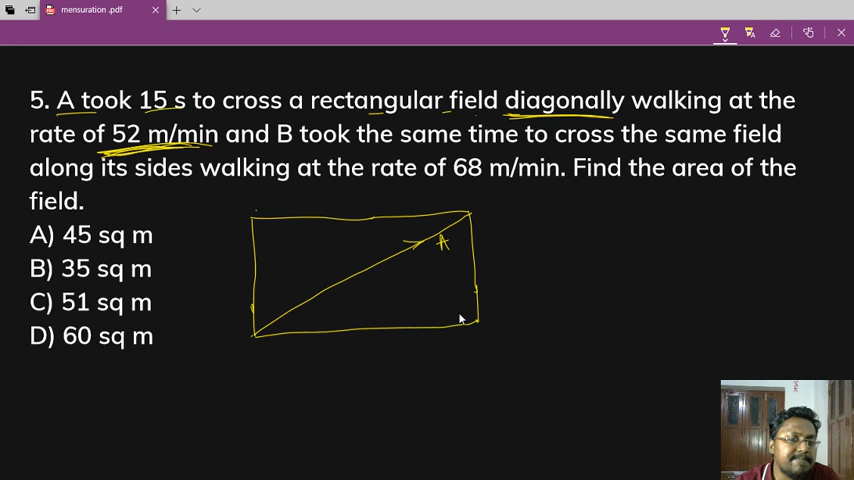 mensuration .pdf
5. A took 15 s to cross a rectangular field diagonally walking at the
rate of 52 m/min and B took the same time to cross the same field
along its sides walking at the rate of 68 m/min. Find the area of the
field.
A) 45 sq m
B) 35 sq m
C) 51 sq m
D) 60 sq m
A